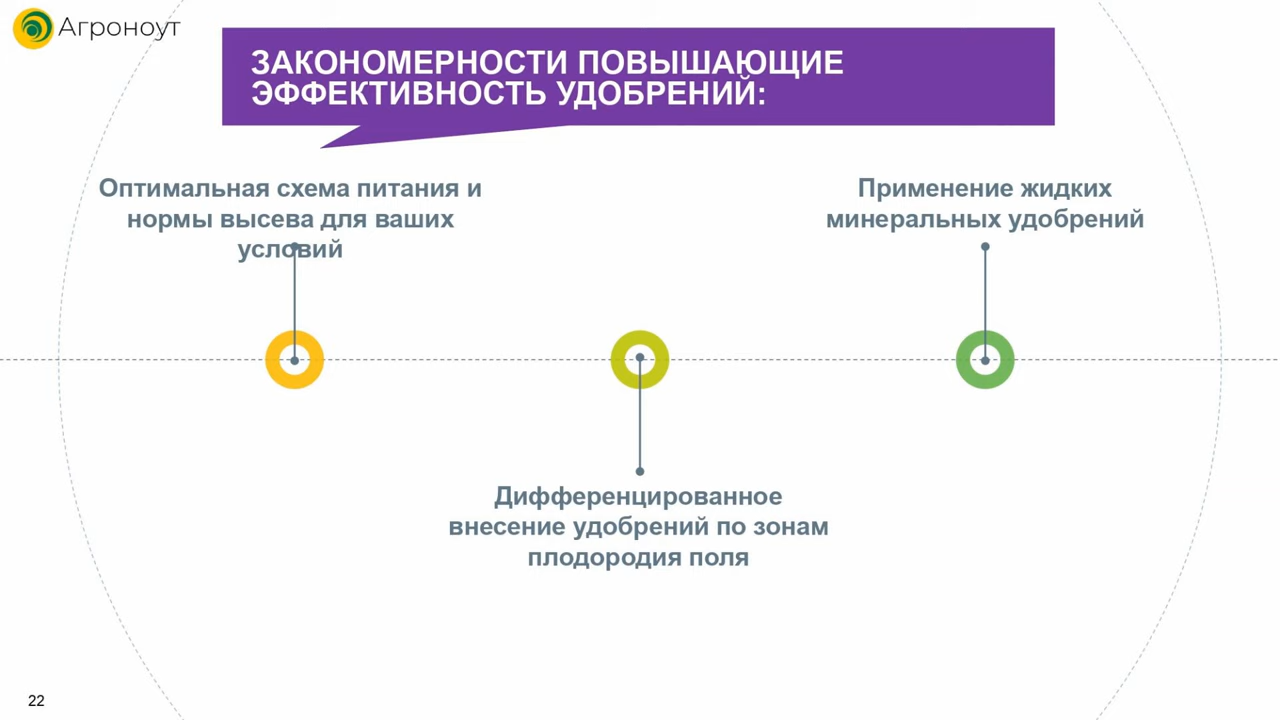 Агроноут
ЗАКОНОМЕРНОСТИ ПОВЫШАЮЩИЕ
ЭФФЕКТИВНОСТЬ УДОБРЕНИЙ:
Оптимальная схема питания и
нормы высева для ваших
условий
Применение жидких
минеральных удобрений
Дифференцированное
внесение удобрений по зонам
плодородия поля
22